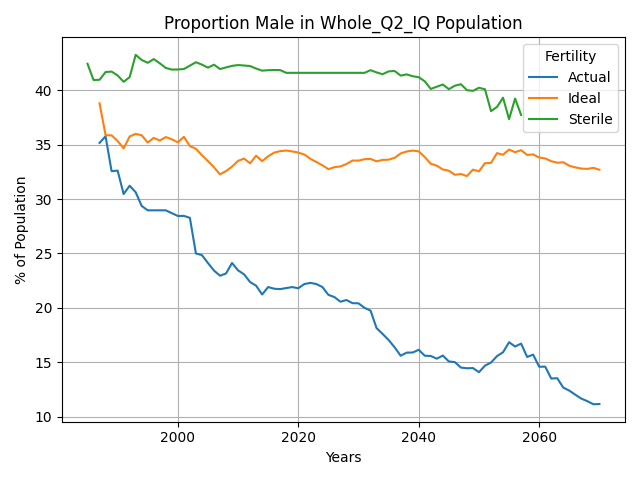 Proportion Male in Whole_Q2_IQ Population
% of Population
40
35
30
25
20
15
10
2000
2020
2040
2060
Years
Fertility
Actual
Ideal
Sterile